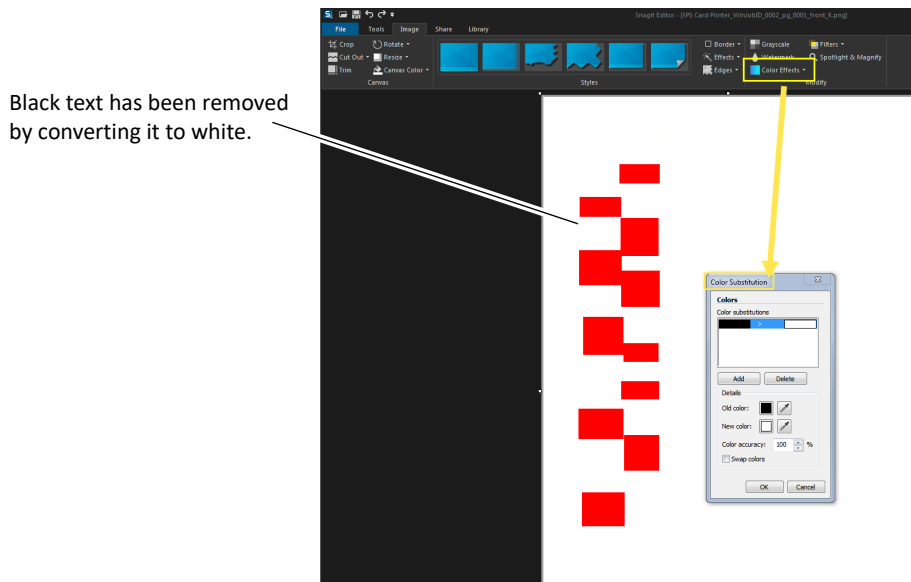 Snagit Editor - [XPS Card Printer_WinJobID_0002_pg_0001_front_K.png]
File Tools Image Share Library
Crop Rotate Border Grayscale Filters
Cut Out Resize Effects Watermark Spotlight & Magnify
Trim Canvas Color Edges Color Effects
Canvas Styles Modify
Black text has been removed
by converting it to white.
Color Substitution
Colors
Color substitutions
>
Add Delete
Details
Old color:
New color:
Color accuracy: 100 %
Swap colors
OK Cancel